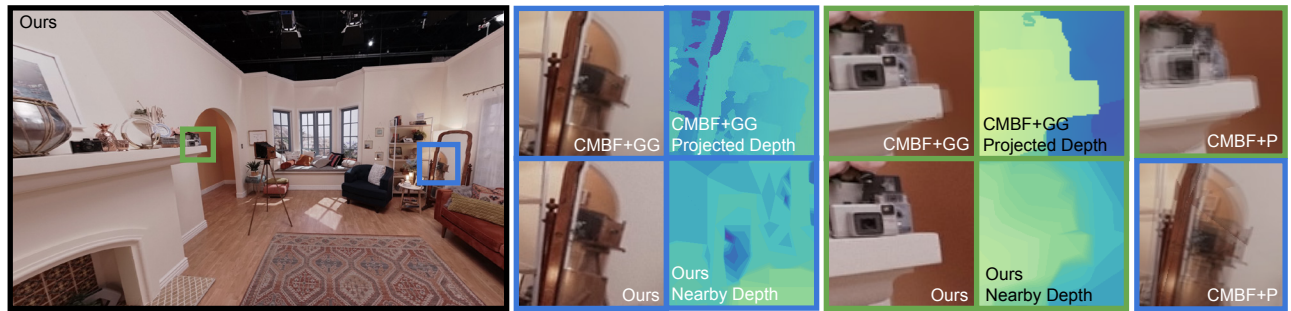 Ours
CMBF+GG
CMBF+GG
Projected Depth
CMBF+GG
CMBF+GG
Projected Depth
CMBF+P
Ours
Ours
Nearby Depth
Ours
Ours
Nearby Depth
CMBF+P